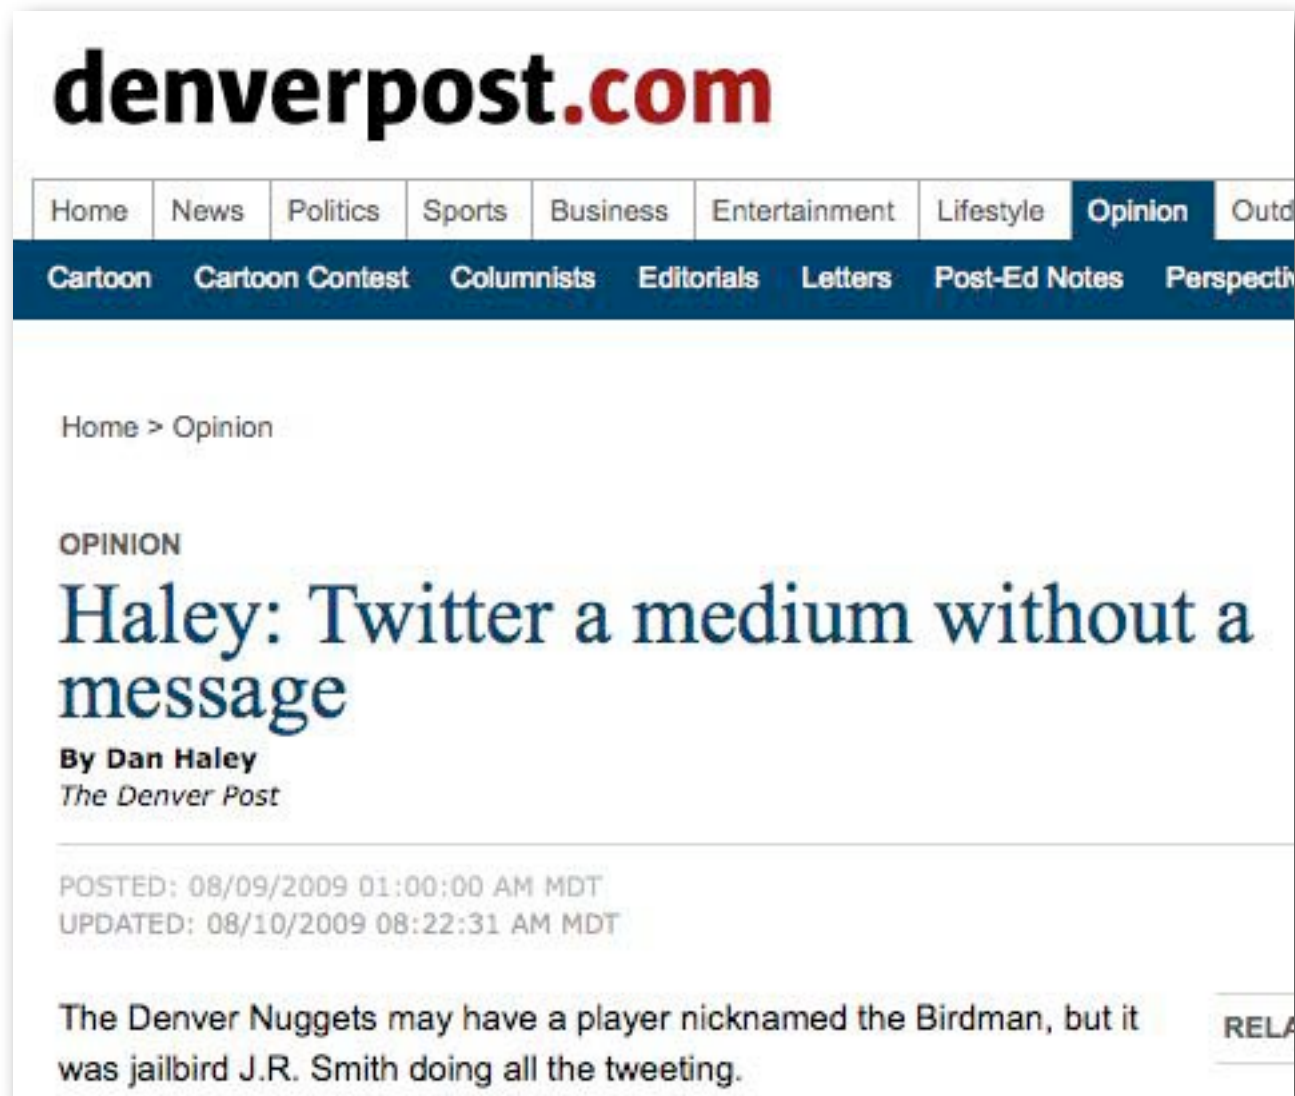 denverpost.com
Home News Politics Sports Business Entertainment Lifestyle Opinion Outd
Cartoon Cartoon Contest Columnists Editorials Letters Post-Ed Notes Perspectiv
Home > Opinion
OPINION
Haley: Twitter a medium without a
message
By Dan Haley
The Denver Post
POSTED: 08/09/2009 01:00:00 AM MDT
UPDATED: 08/10/2009 08:22:31 AM MDT
The Denver Nuggets may have a player nicknamed the Birdman, but it
was jailbird J.R. Smith doing all the tweeting.
RELA